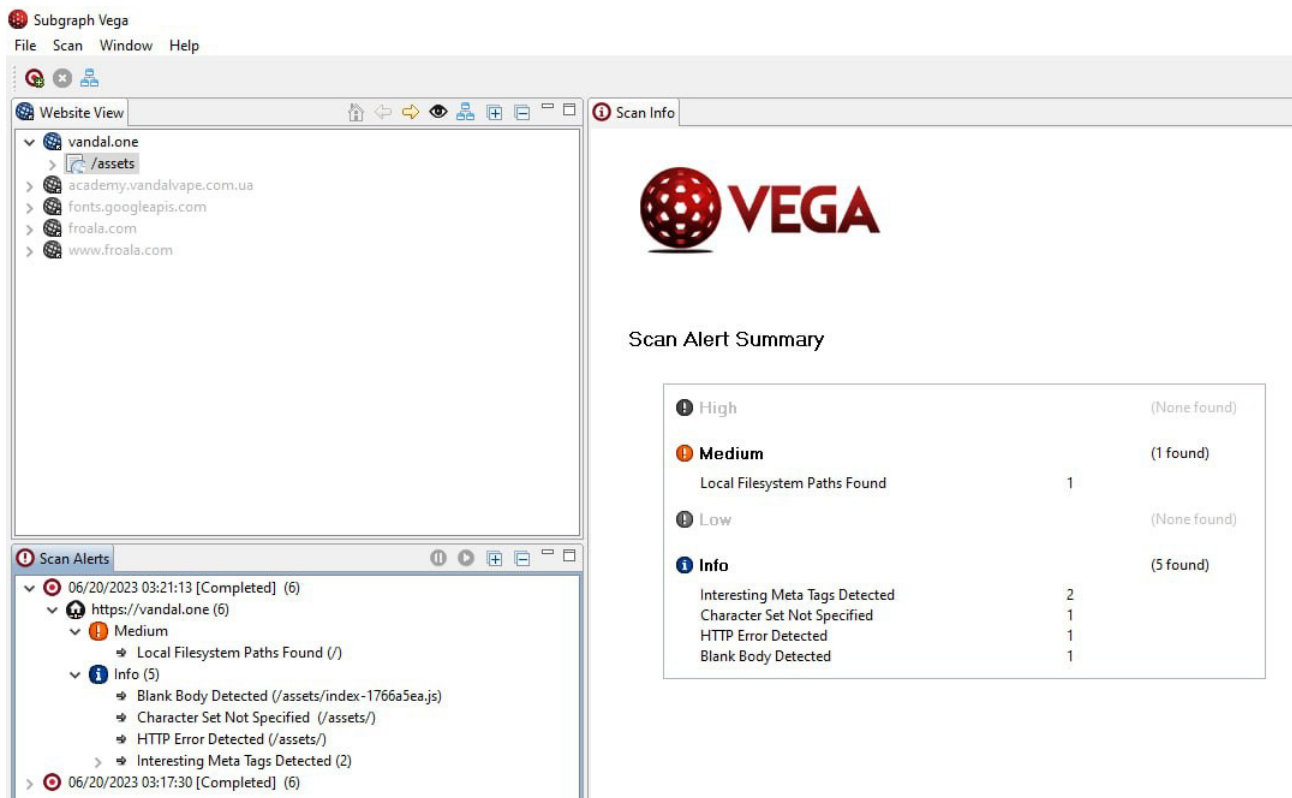 Subgraph Vega
File Scan Window Help
Website View
vandal.one
/assets
academy.vandalvape.com.ua
fonts.googleapis.com
froala.com
www.froala.com
Scan Alerts
06/20/2023 03:21:13 [Completed] (6)
https://vandal.one (6)
Medium
Local Filesystem Paths Found (/)
Info (5)
Blank Body Detected (/assets/index-1766a5ea.js)
Character Set Not Specified (/assets/)
HTTP Error Detected (/assets/)
Interesting Meta Tags Detected (2)
06/20/2023 03:17:30 [Completed] (6)
Scan Info
VEGA
Scan Alert Summary
High (None found)
Medium (1 found)
Local Filesystem Paths Found 1
Low (None found)
Info (5 found)
Interesting Meta Tags Detected 2
Character Set Not Specified 1
HTTP Error Detected 1
Blank Body Detected 1